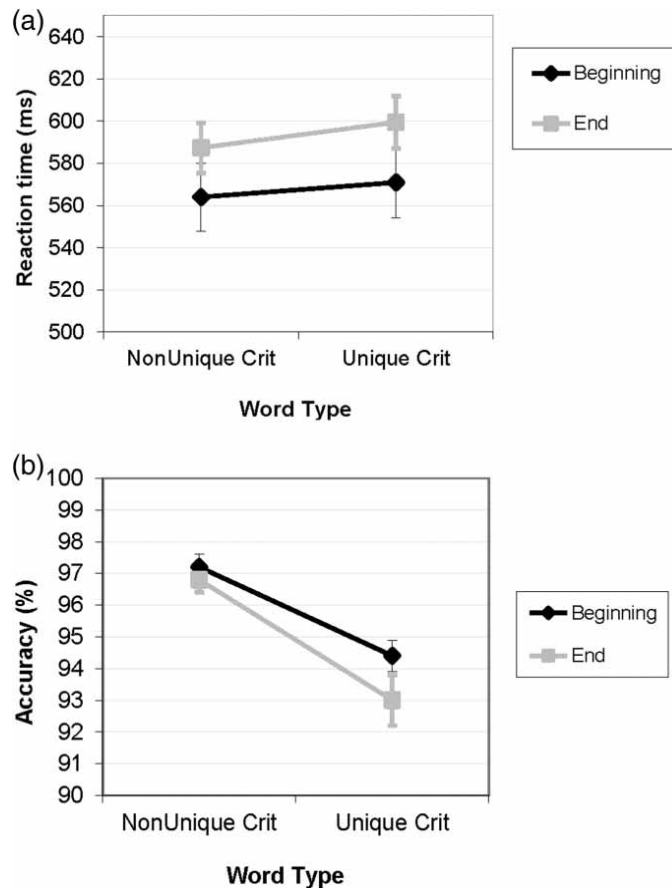 (a)
640
620
600
580
560
540
520
500
Reaction time (ms)
NonUnique Crit Unique Crit
Word Type
Beginning
End
(b)
100
99
98
97
96
95
94
93
92
91
90
Accuracy (%)
NonUnique Crit Unique Crit
Word Type
Beginning
End